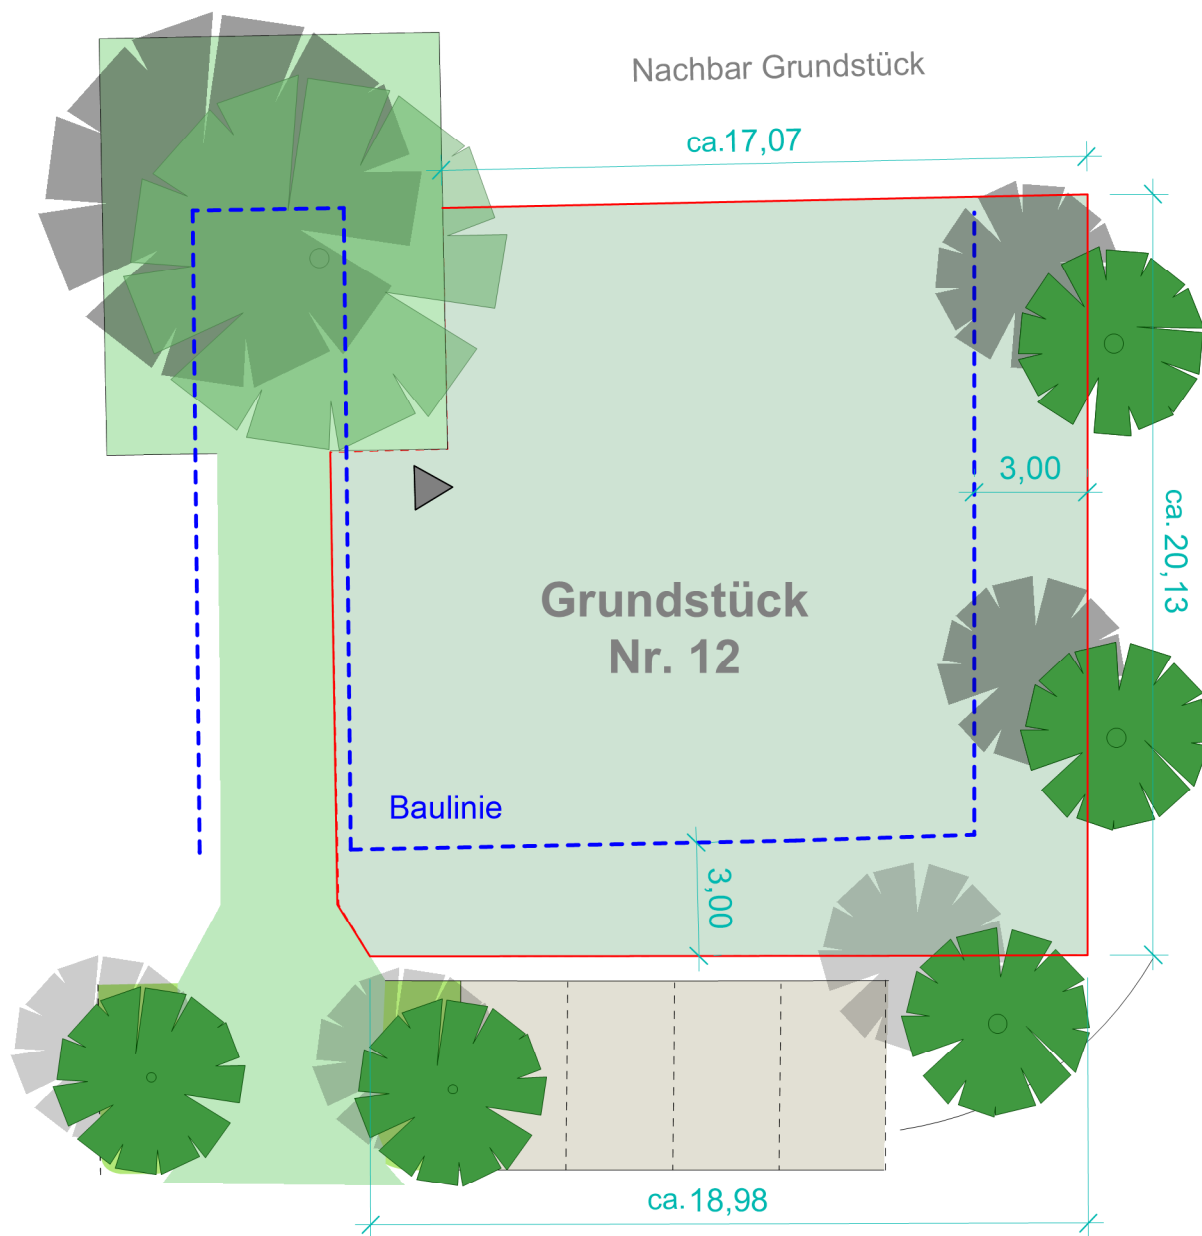 Nachbar Grundstück
ca.17,07
3,00
ca. 20,13
Grundstück
Nr. 12
Baulinie
3,00
ca.18,98